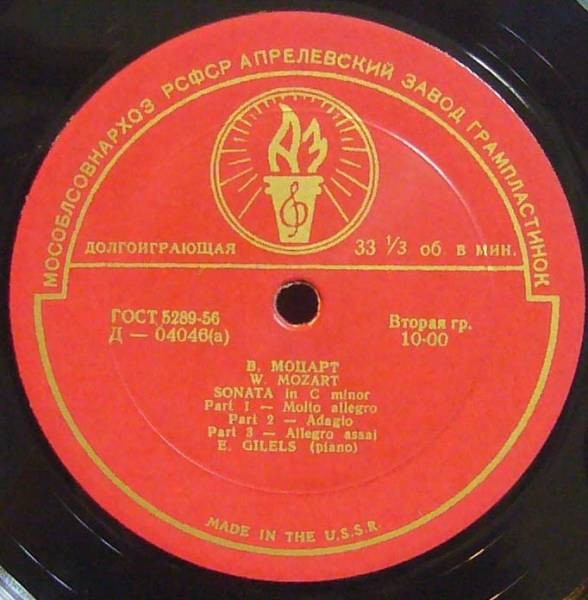 МОСОБЛСОВНАРХОЗ РСФСР АПРЕЛЕВСКИЙ ЗАВОД ГРАМПЛАСТИНОК
АЗ
ДОЛГОИГРАЮЩАЯ 33 1/3 об. в мин.
ГОСТ 5289-56 Вторая гр.
Д — 04046(а) 10-00
В. МОЦАРТ
W. MOZART
SONATA in C minor
Part 1 — Molto allegro
Part 2 — Adagio
Part 3 — Allegro assai
E. GILELS (piano)
MADE IN THE U.S.S.R.